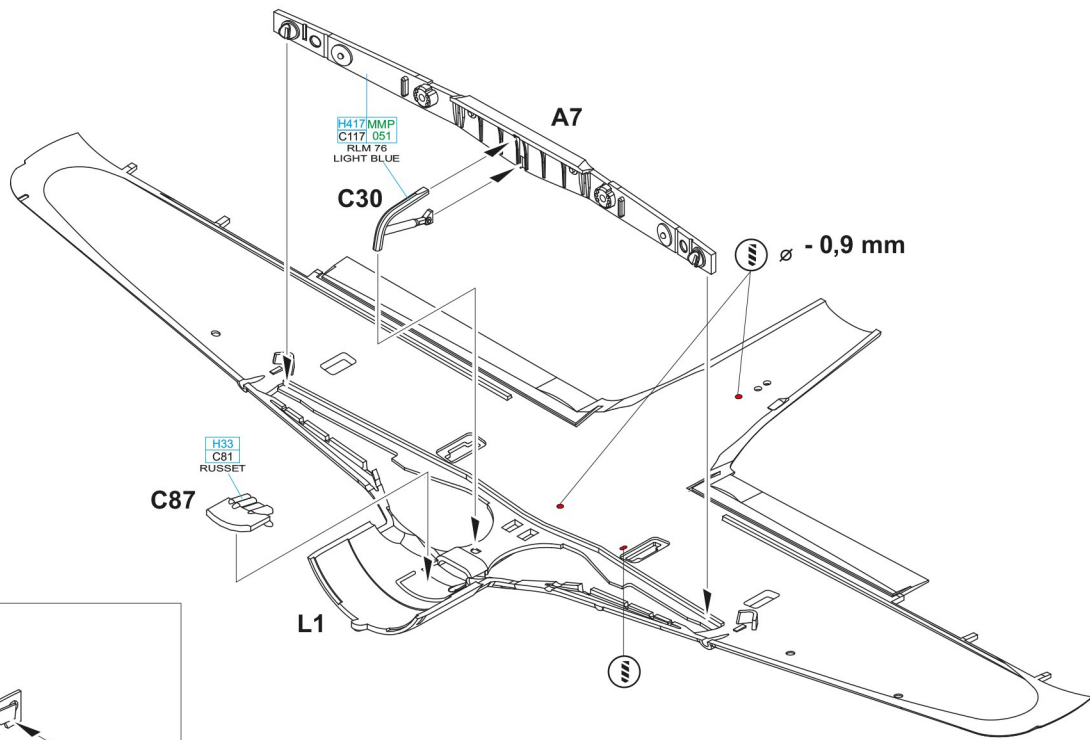 A7
H417 MMP
C117 051
RLM 76
LIGHT BLUE
C30
ø - 0,9 mm
H33
C81
RUSSET
C87
L1